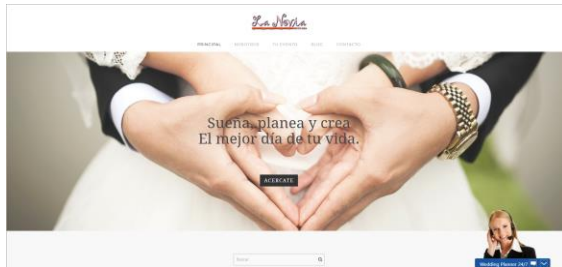 La Novia
PRINCIPAL NOSOTROS TU EVENTO BLOG CONTACTO
Sueña, planea y crea
El mejor día de tu vida.
ACERCATE
Wedding Planner 24/7